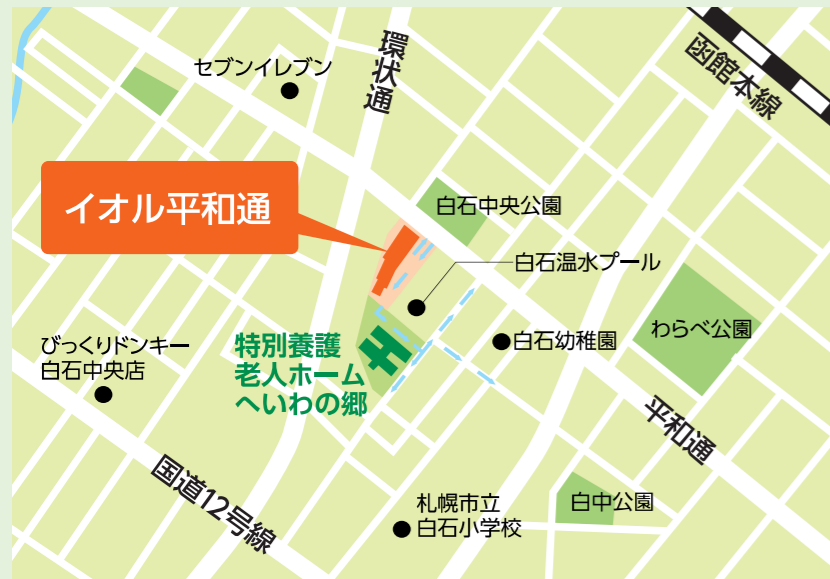 セブンイレブン
環状通
函館本線
イオル平和通
白石中央公園
白石温水プール
わらべ公園
白石幼稚園
びっくりドンキー
白石中央店
特別養護
老人ホーム
へいわの郷
平和通
国道12号線
札幌市立
白石小学校
白中公園